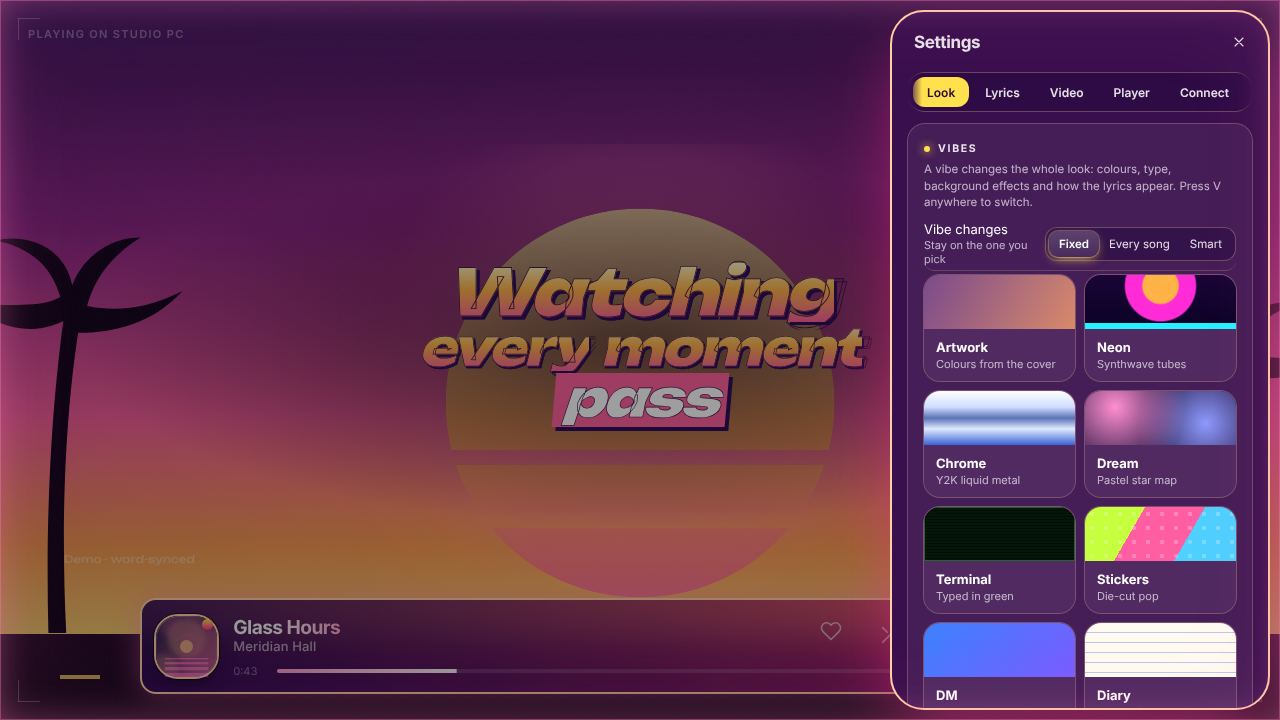 PLAYING ON STUDIO PC
Watching
every moment
pass
Demo - word-synced
Glass Hours
Meridian Hall
0:43
Settings
Look
Lyrics
Video
Player
Connect
VIBES
A vibe changes the whole look: colours, type,
background effects and how the lyrics appear. Press V
anywhere to switch.
Vibe changes
Stay on the one you
pick
Fixed
Every song
Smart
Artwork
Colours from the cover
Neon
Synthwave tubes
Chrome
Y2K liquid metal
Dream
Pastel star map
Terminal
Typed in green
Stickers
Die-cut pop
DM
Diary